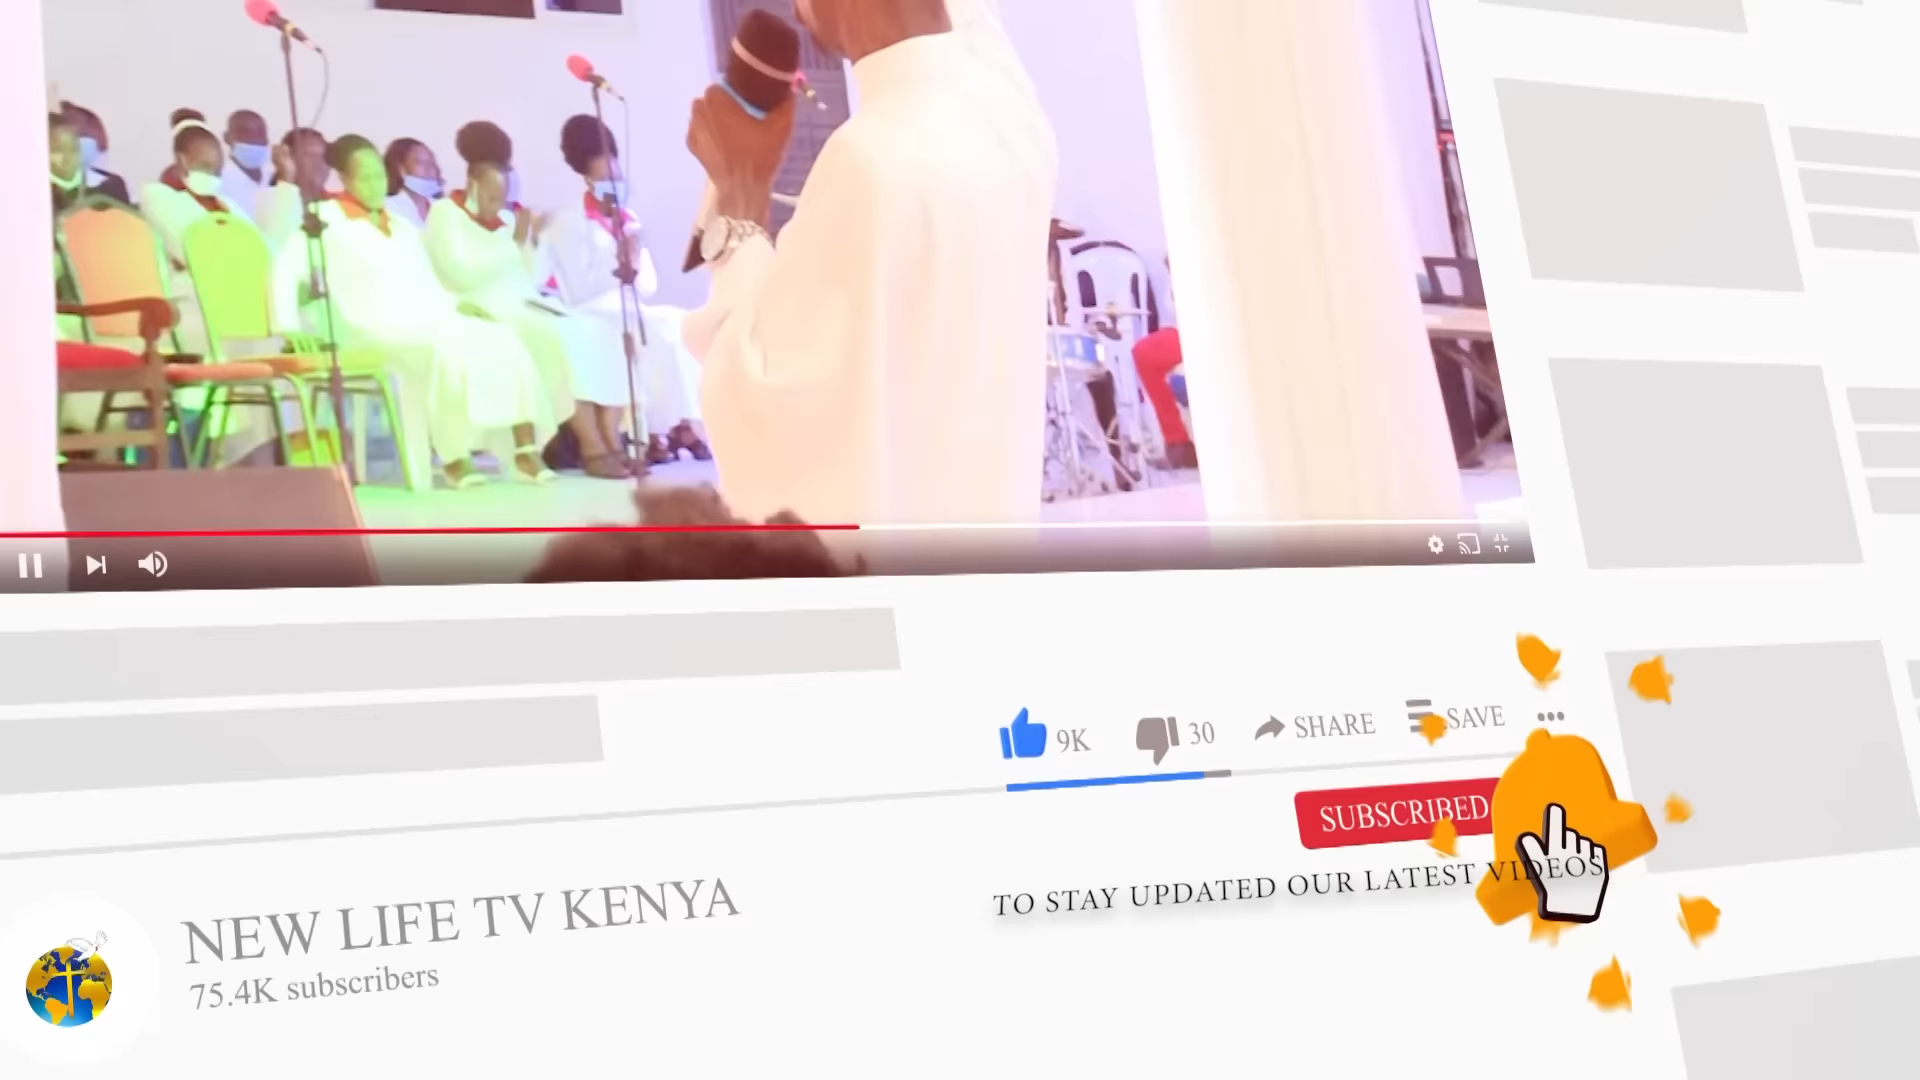 9K
30
SHARE
SAVE
SUBSCRIBED
TO STAY UPDATED OUR LATEST VIDEOS
NEW LIFE TV KENYA
75.4K subscribers